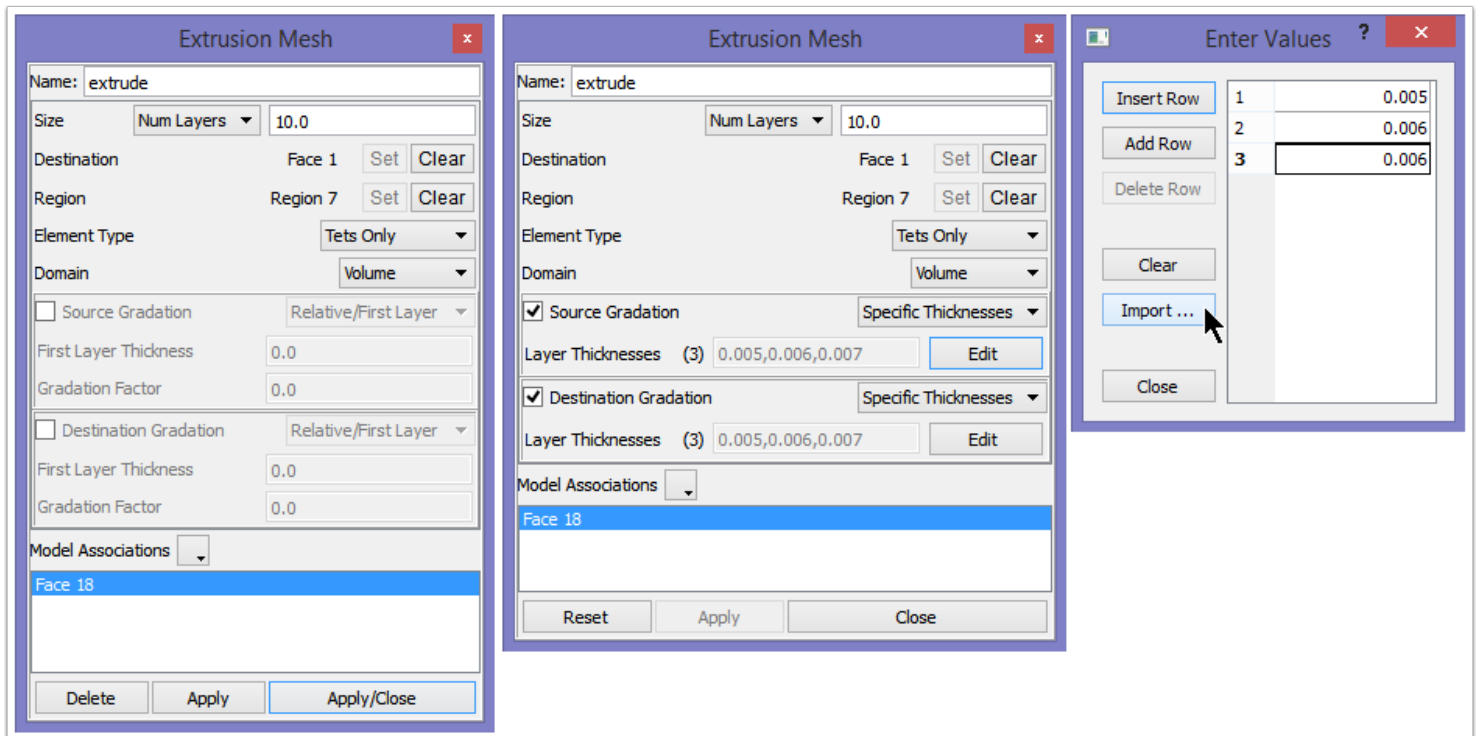 Extrusion Mesh x
Name: extrude
Size Num Layers 10.0
Destination Face 1 Set Clear
Region Region 7 Set Clear
Element Type Tets Only
Domain Volume
Source Gradation Relative/First Layer
First Layer Thickness 0.0
Gradation Factor 0.0
Destination Gradation Relative/First Layer
First Layer Thickness 0.0
Gradation Factor 0.0
Model Associations
Face 18
Delete Apply Apply/Close
Extrusion Mesh x
Name: extrude
Size Num Layers 10.0
Destination Face 1 Set Clear
Region Region 7 Set Clear
Element Type Tets Only
Domain Volume
Source Gradation Specific Thicknesses
Layer Thicknesses (3) 0.005,0.006,0.007 Edit
Destination Gradation Specific Thicknesses
Layer Thicknesses (3) 0.005,0.006,0.007 Edit
Model Associations
Face 18
Reset Apply Close
Enter Values ? ×
Insert Row 1 0.005
Add Row 2 0.006
3 0.006
Delete Row
Clear
Import ...
Close